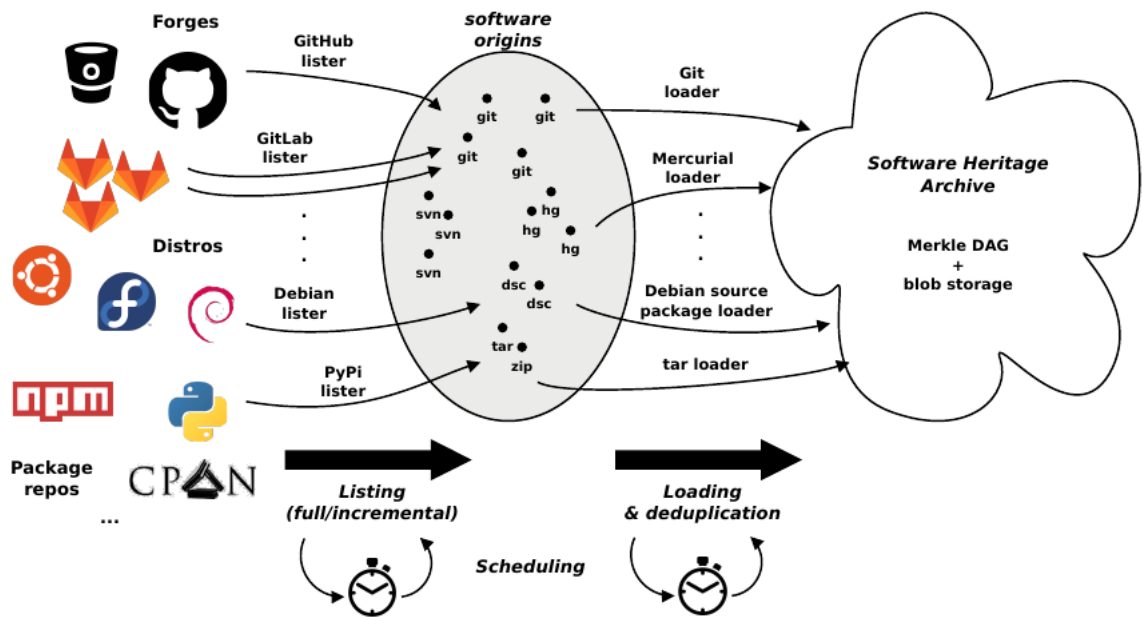 Forges
GitHub
lister
GitLab
lister
.
.
.
Distros
Debian
lister
npm
PyPi
lister
Package
repos
CPAN
...
software
origins
git
git
git
git
svn
svn
svn
hg
hg
hg
dsc
dsc
tar
zip
Git
loader
Mercurial
loader
.
.
.
Debian source
package loader
tar loader
Software Heritage
Archive
Merkle DAG
+
blob storage
Listing
(full/incremental)
Scheduling
Loading
& deduplication